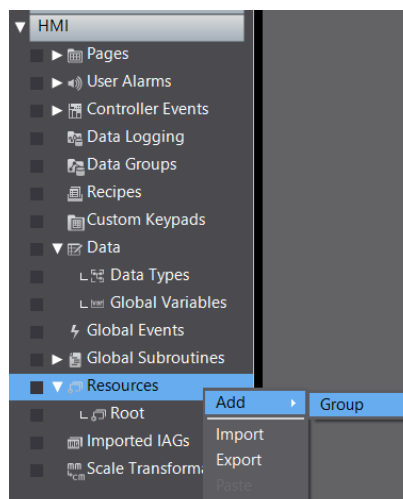 HMI
Pages
User Alarms
Controller Events
Data Logging
Data Groups
Recipes
Custom Keypads
Data
Data Types
Global Variables
Global Events
Global Subroutines
Resources
Add
Group
Root
Import
Imported IAGs
Export
Scale Transforma
Paste